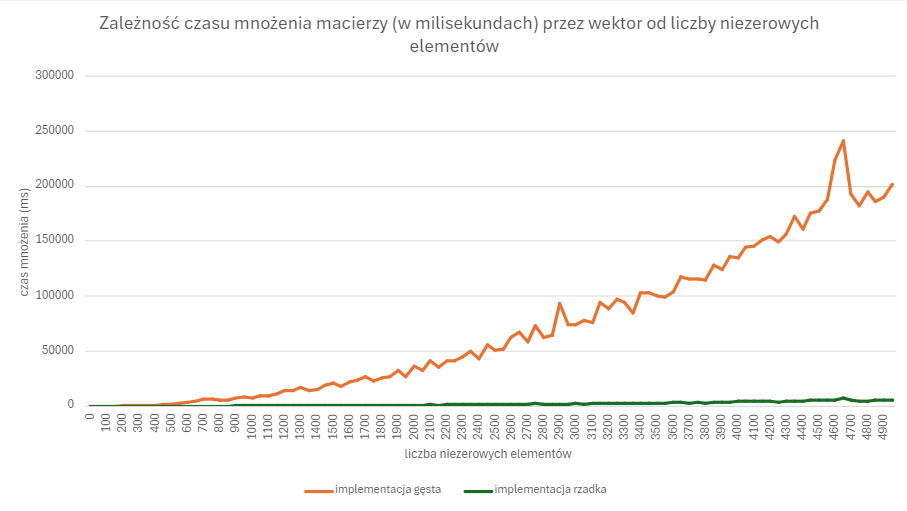 Zależność czasu mnożenia macierzy (w milisekundach) przez wektor od liczby niezerowych
elementów
300000
250000
200000
150000
100000
50000
0
czas mnożenia (ms)
0 100 200 300 400 500 600 700 800 900 1000 1100 1200 1300 1400 1500 1600 1700 1800 1900 2000 2100 2200 2300 2400 2500 2600 2700 2800 2900 3000 3100 3200 3300 3400 3500 3600 3700 3800 3900 4000 4100 4200 4300 4400 4500 4600 4700 4800 4900
liczba niezerowych elementów
implementacja gęsta implementacja rzadka